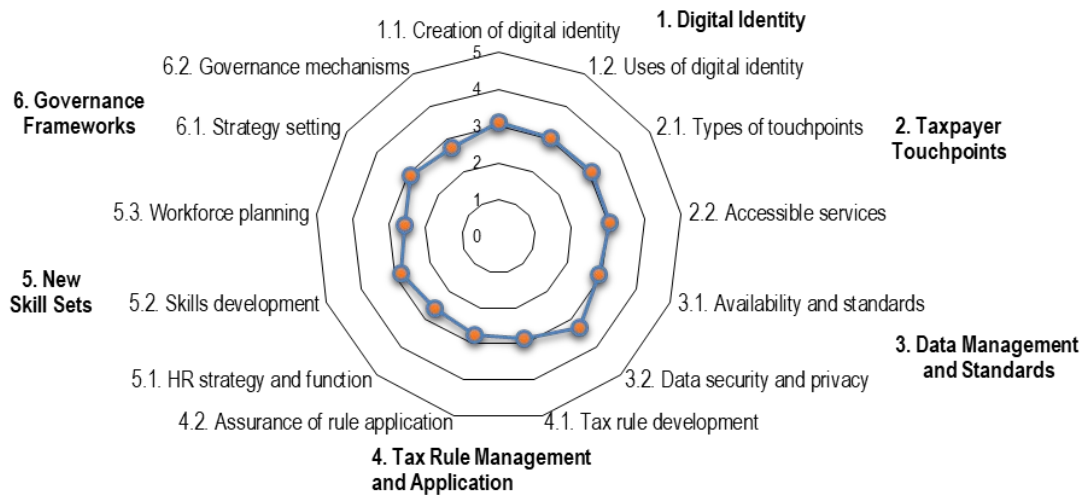 1. Digital Identity
1.1. Creation of digital identity
1.2. Uses of digital identity
2. Taxpayer
Touchpoints
2.1. Types of touchpoints
2.2. Accessible services
3. Data Management
and Standards
3.1. Availability and standards
3.2. Data security and privacy
4. Tax Rule Management
and Application
4.1. Tax rule development
4.2. Assurance of rule application
5. New
Skill Sets
5.1. HR strategy and function
5.2. Skills development
5.3. Workforce planning
6. Governance
Frameworks
6.1. Strategy setting
6.2. Governance mechanisms
5
4
3
2
1
0